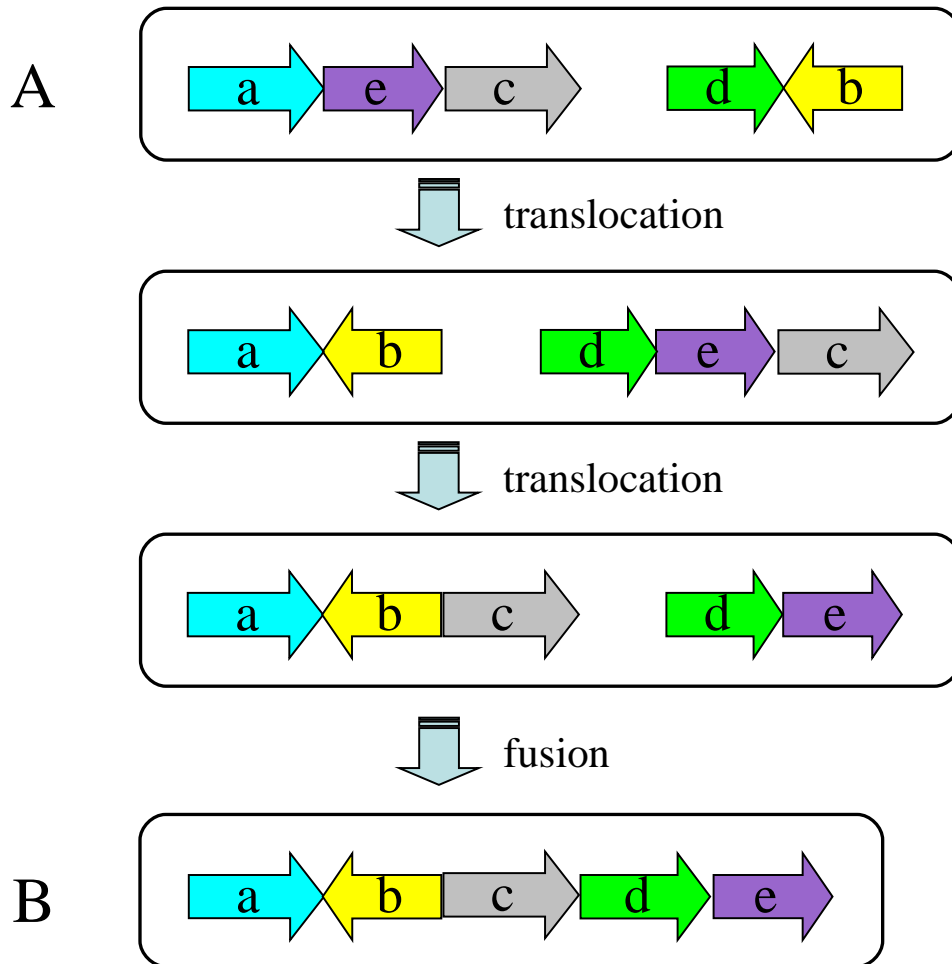 A
a e c d b
translocation
a b d e c
translocation
a b c d e
fusion
B
a b c d e